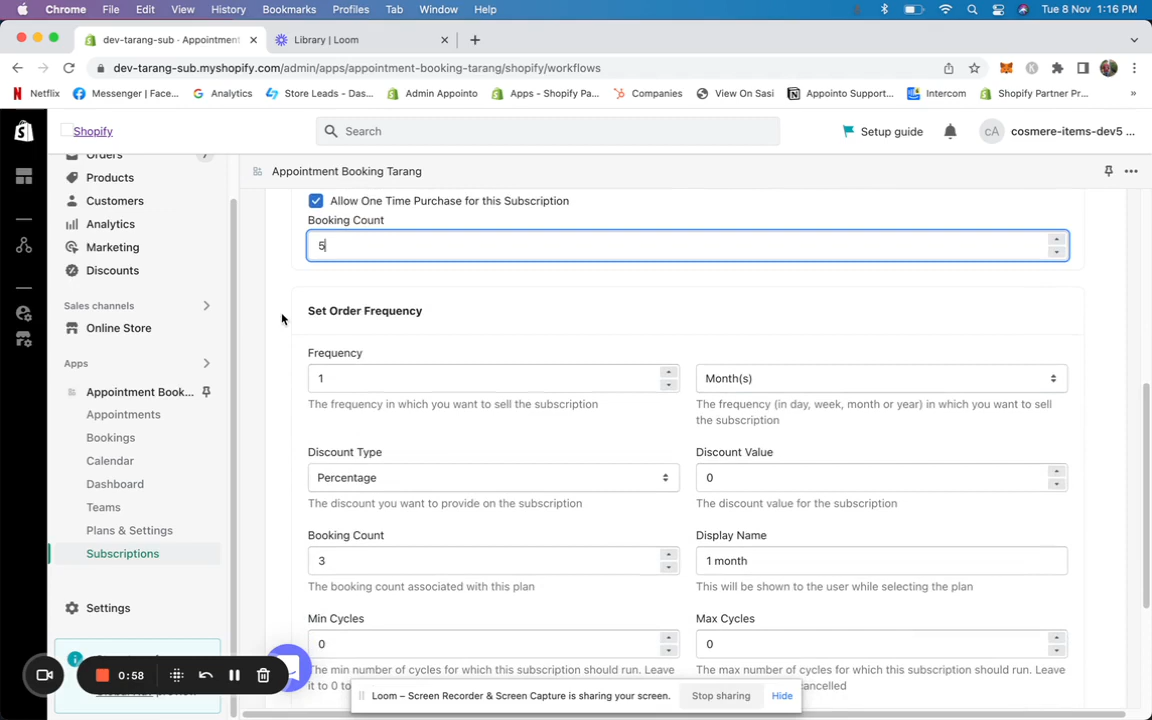 Chrome File Edit View History Bookmarks Profiles Tab Window Help Tue 8 Nov 1:16 PM
dev-tarang-sub · Appointment Library | Loom
dev-tarang-sub.myshopify.com/admin/apps/appointment-booking-tarang/shopify/workflows
Netflix Messenger | Face... Analytics Store Leads - Das... Admin Appointo Apps - Shopify Pa... Companies View On Sasi Appointo Support... Intercom Shopify Partner Pr... »
Shopify Search Setup guide cA cosmere-items-dev5 ...
Orders 7
Appointment Booking Tarang
Products
Customers
Analytics
Marketing
Discounts
Sales channels
Online Store
Apps
Appointment Book...
Appointments
Bookings
Calendar
Dashboard
Teams
Plans & Settings
Subscriptions
Settings
Allow One Time Purchase for this Subscription
Booking Count
5
Set Order Frequency
Frequency
1 Month(s)
The frequency in which you want to sell the subscription
The frequency (in day, week, month or year) in which you want to sell
the subscription
Discount Type Discount Value
Percentage 0
The discount you want to provide on the subscription The discount value for the subscription
Booking Count Display Name
3 1 month
The booking count associated with this plan This will be shown to the user while selecting the plan
Min Cycles Max Cycles
0 0
The min number of cycles for which this subscription should run. Leave The max number of cycles for which this subscription should run.
it to 0 to cancelled
0:58
Loom – Screen Recorder & Screen Capture is sharing your screen. Stop sharing Hide